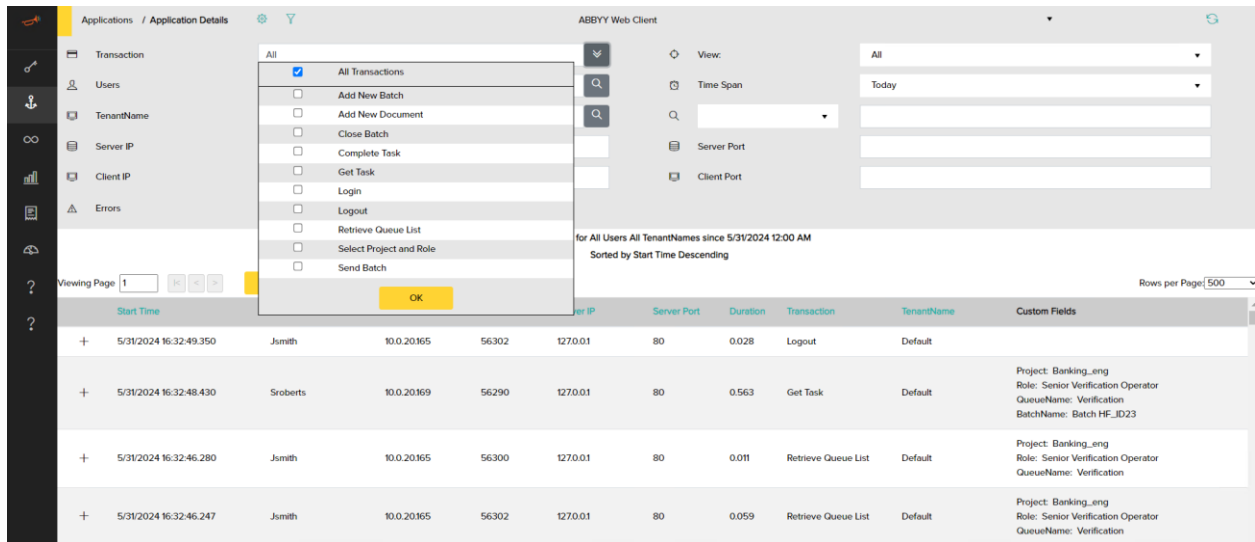 Applications / Application Details
ABBYY Web Client
Transaction
All
View:
All
All Transactions
Users
Time Span
Today
Add New Batch
TenantName
Add New Document
Close Batch
Server IP
Server Port
Complete Task
Get Task
Client IP
Client Port
Login
Errors
Logout
Retrieve Queue List
for All Users All TenantNames since 5/31/2024 12:00 AM
Select Project and Role
Sorted by Start Time Descending
Send Batch
Viewing Page 1 |< < >
Rows per Page: 500
OK
Start Time Server Port Duration Transaction TenantName Custom Fields
+ 5/31/2024 16:32:49.350 Jsmith 10.0.20.165 56302 127.0.0.1 80 0.028 Logout Default
+ 5/31/2024 16:32:48.430 Sroberts 10.0.20.169 56290 127.0.0.1 80 0.563 Get Task Default
Project: Banking_eng
Role: Senior Verification Operator
QueueName: Verification
BatchName: Batch HF_ID23
+ 5/31/2024 16:32:46.280 Jsmith 10.0.20.165 56300 127.0.0.1 80 0.011 Retrieve Queue List Default
Project: Banking_eng
Role: Senior Verification Operator
QueueName: Verification
+ 5/31/2024 16:32:46.247 Jsmith 10.0.20.165 56302 127.0.0.1 80 0.059 Retrieve Queue List Default
Project: Banking_eng
Role: Senior Verification Operator
QueueName: Verification